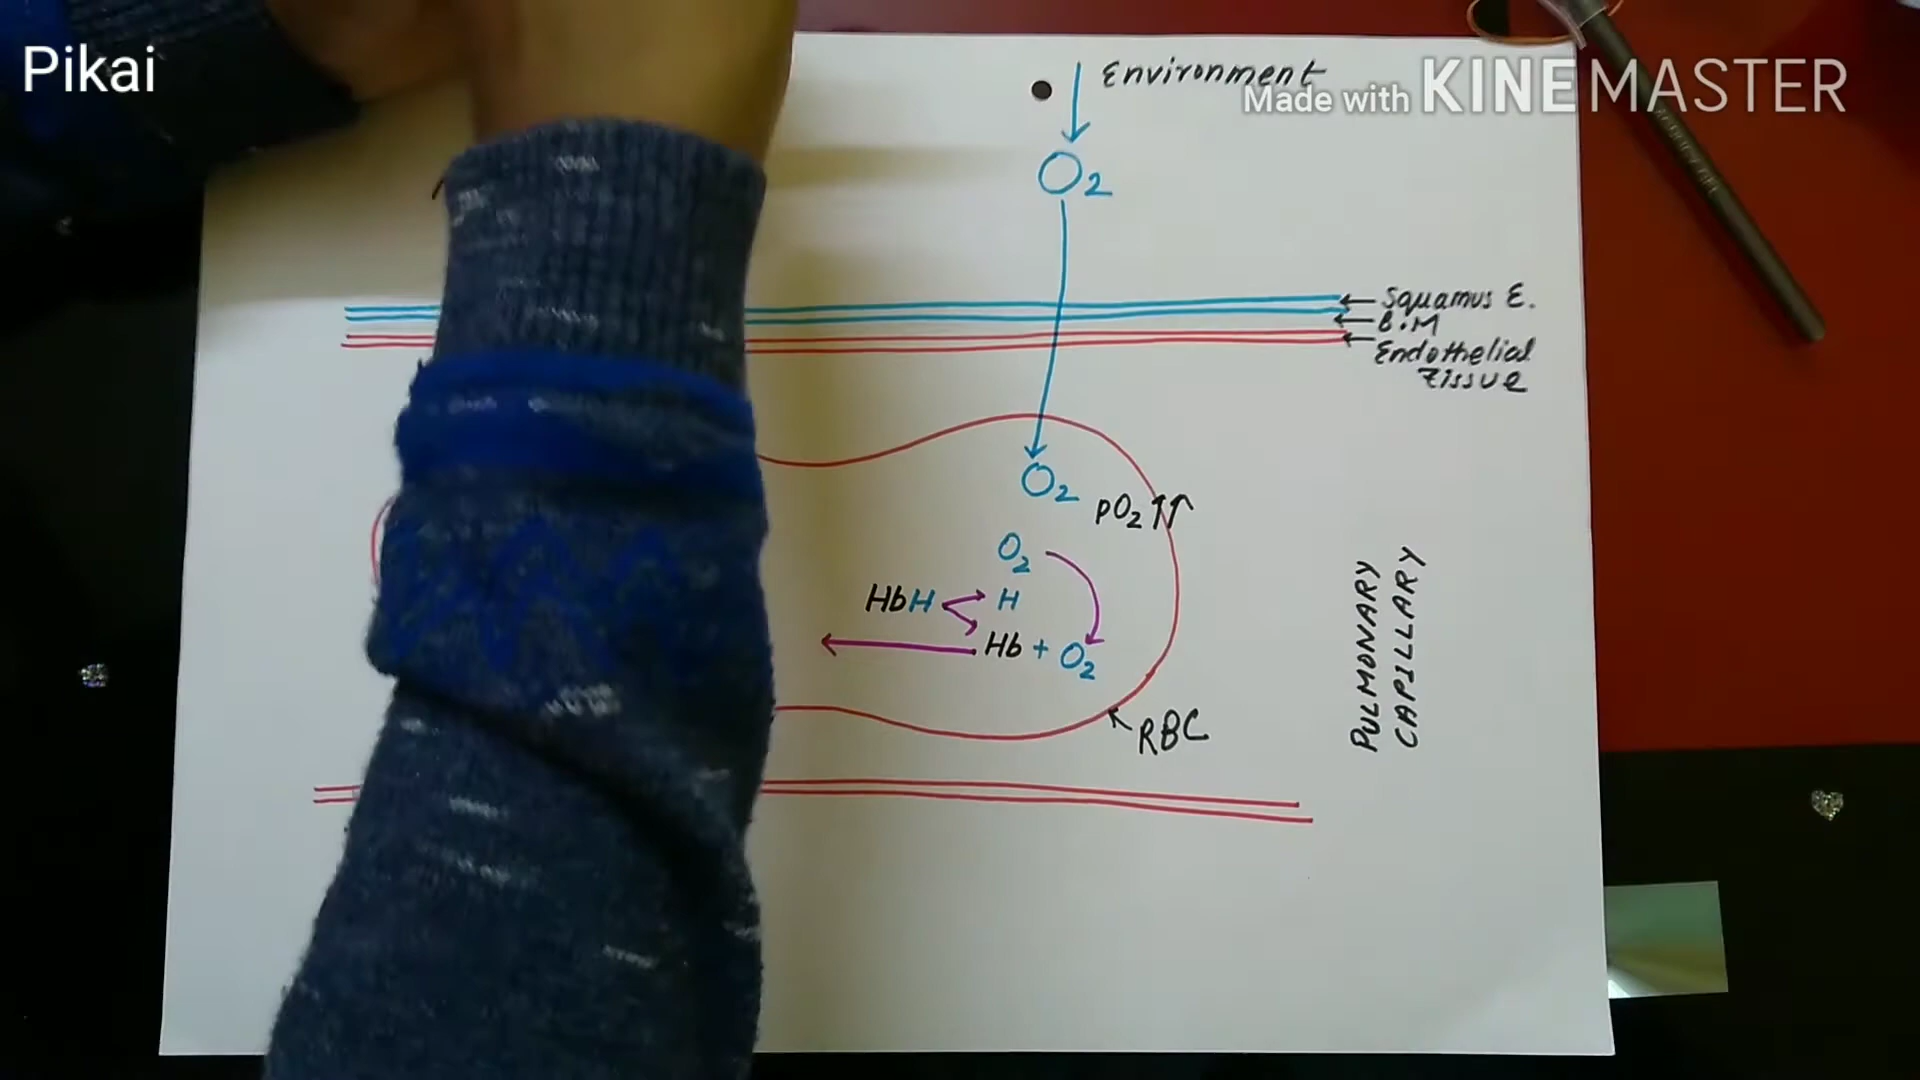 Pikai
Environment
Made with KINEMASTER
O2
Squamus E.
B.M
Endothelial
Tissue
O2
pO2 ↑↑
O2
HbH
H
Hb + O2
RBC
PULMONARY
CAPILLARY